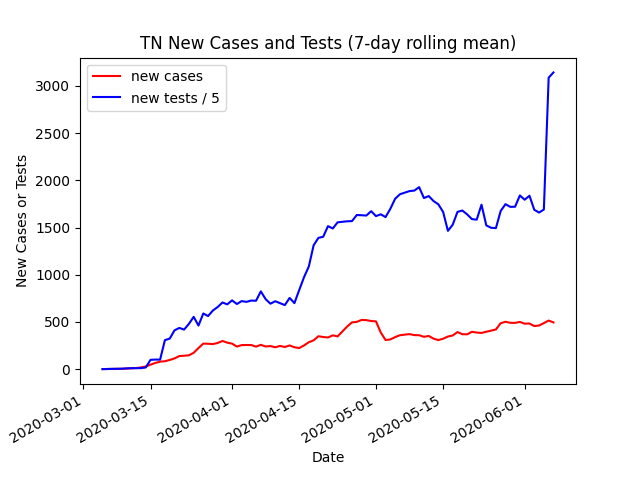 TN New Cases and Tests (7-day rolling mean)
new cases
new tests / 5
3000
2500
2000
1500
1000
500
0
New Cases or Tests
2020-03-01
2020-03-15
2020-04-01
2020-04-15
2020-05-01
2020-05-15
2020-06-01
Date